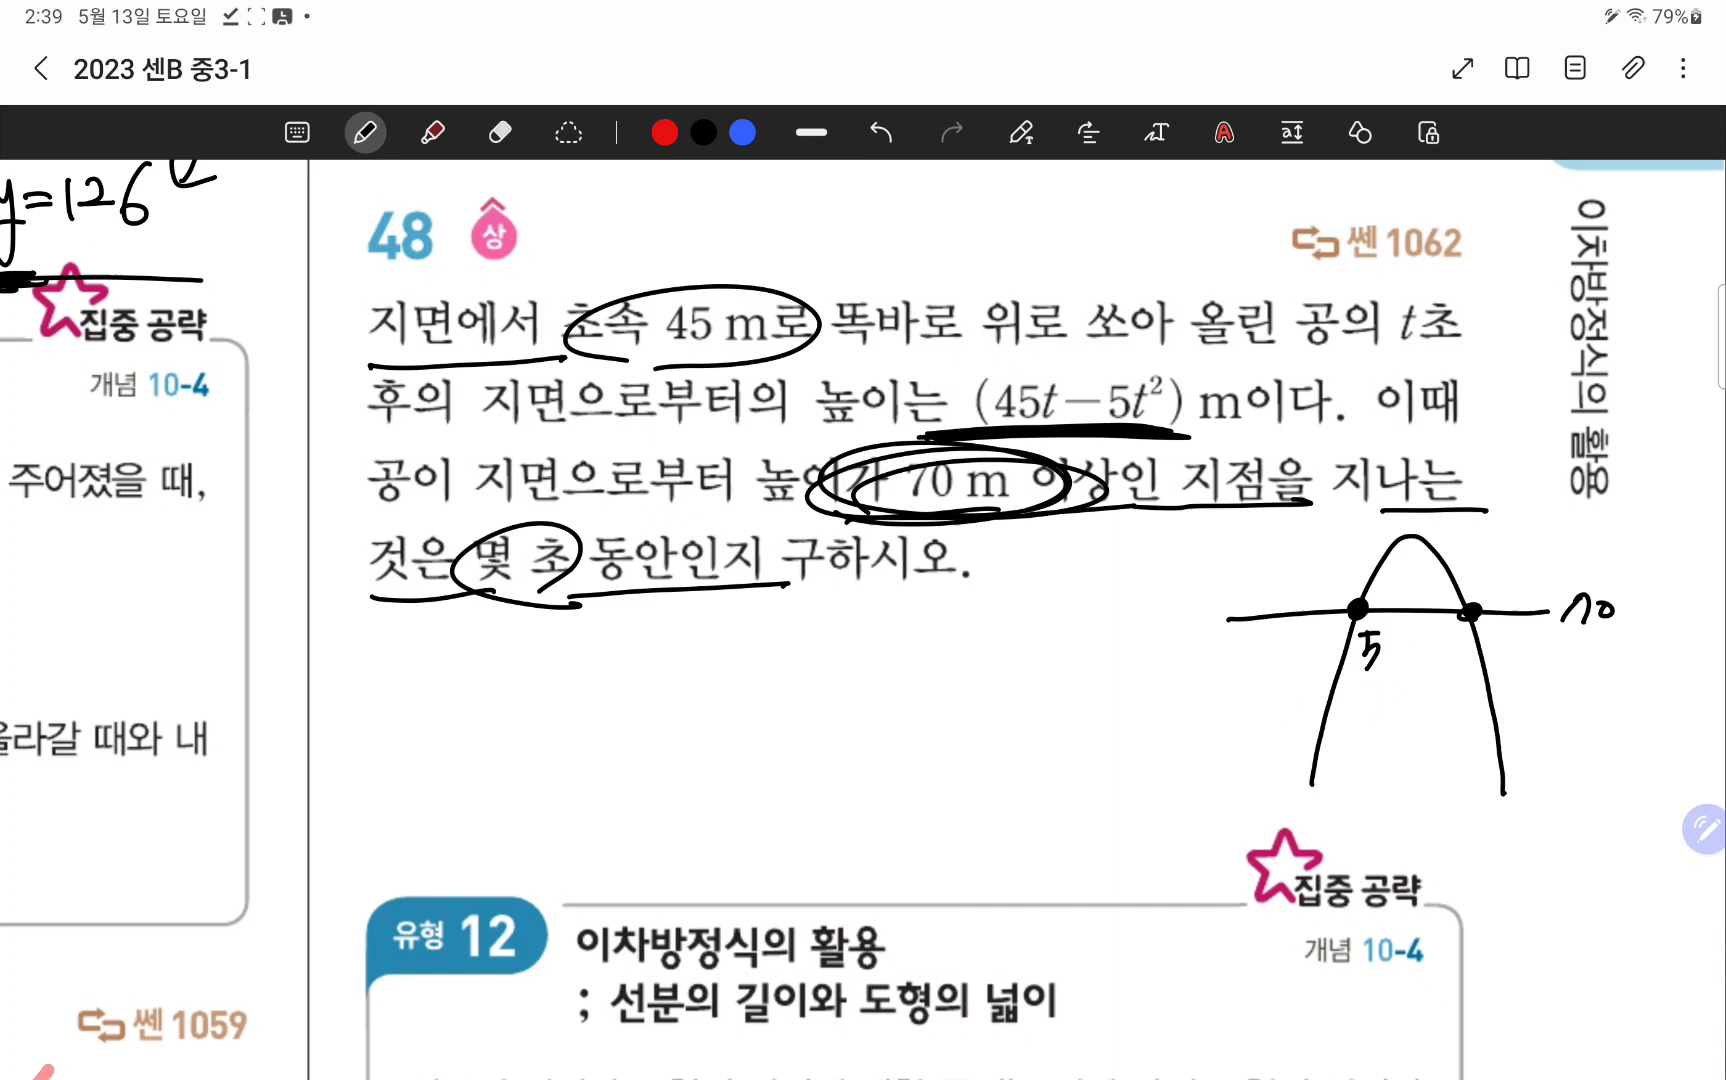 2:39 5월 13일 토요일
79%
2023 센B 중3-1
y=126
집중 공략
개념 10-4
주어졌을 때,
올라갈 때와 내
쎈 1059
48 상
쎈 1062
지면에서 초속 45 m로 똑바로 위로 쏘아 올린 공의 t초
후의 지면으로부터의 높이는 (45t-5t²) m이다. 이때
공이 지면으로부터 높이가 70 m 이상인 지점을 지나는
것은 몇 초 동안인지 구하시오.
70
5
집중 공략
유형 12
이차방정식의 활용
; 선분의 길이와 도형의 넓이
개념 10-4
이차방정식의 활용